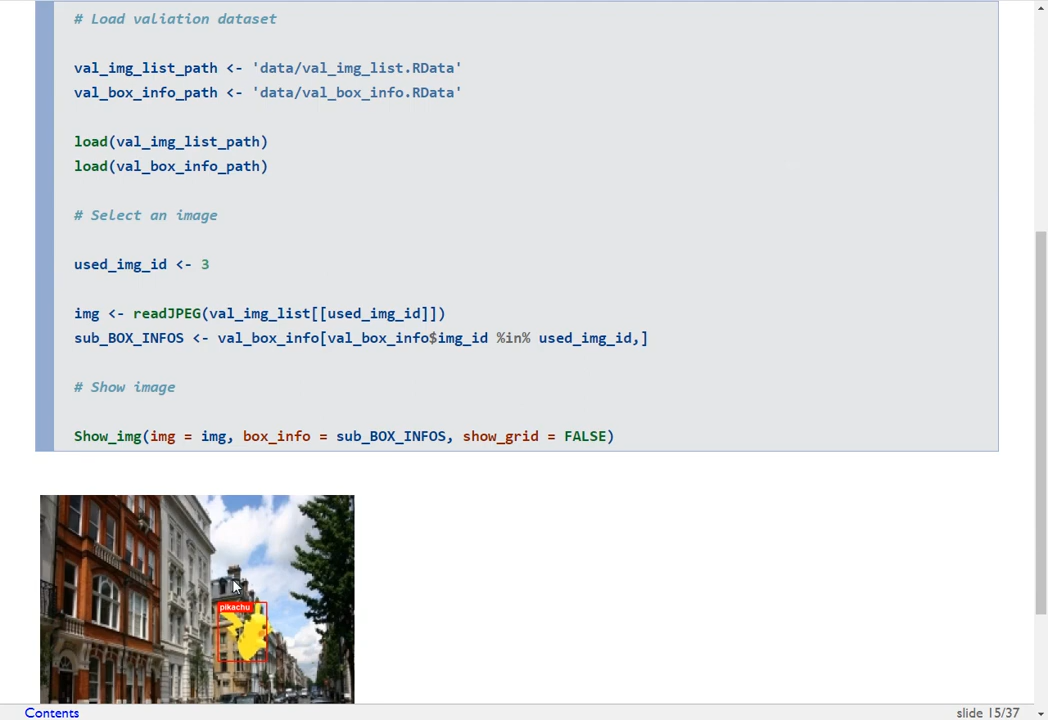 # Load valiation dataset
val_img_list_path <- 'data/val_img_list.RData'
val_box_info_path <- 'data/val_box_info.RData'
load(val_img_list_path)
load(val_box_info_path)
# Select an image
used_img_id <- 3
img <- readJPEG(val_img_list[[used_img_id]])
sub_BOX_INFOS <- val_box_info[val_box_info$img_id %in% used_img_id,]
# Show image
Show_img(img = img, box_info = sub_BOX_INFOS, show_grid = FALSE)
pikachu
Contents
slide 15/37